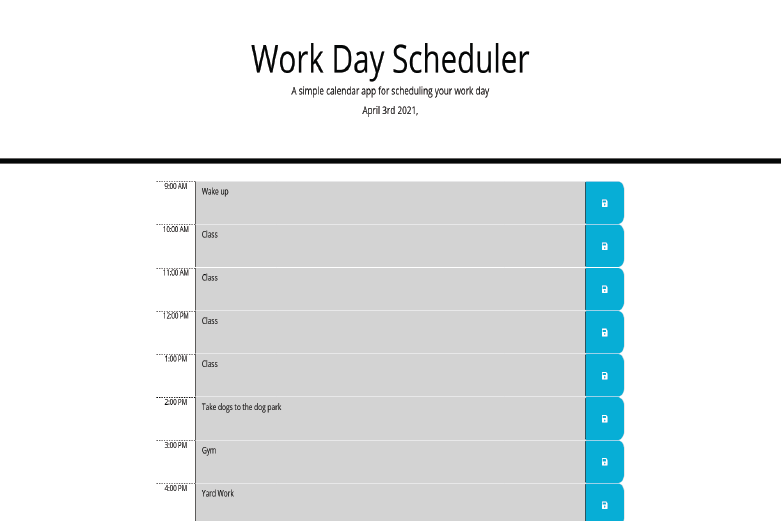 Work Day Scheduler
A simple calendar app for scheduling your work day
April 3rd 2021,
9:00 AM
Wake up
10:00 AM
Class
11:00 AM
Class
12:00 PM
Class
1:00 PM
Class
2:00 PM
Take dogs to the dog park
3:00 PM
Gym
4:00 PM
Yard Work